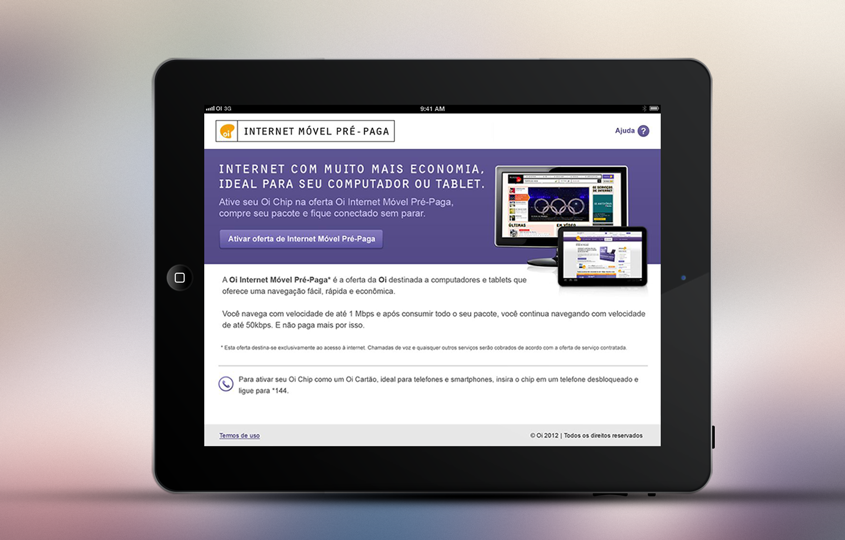 OI 3G
9:41 AM
oi
INTERNET MÓVEL PRÉ-PAGA
Ajuda ?
INTERNET COM MUITO MAIS ECONOMIA,
IDEAL PARA SEU COMPUTADOR OU TABLET.
Ative seu Oi Chip na oferta Oi Internet Móvel Pré-Paga,
compre seu pacote e fique conectado sem parar.
Ativar oferta de Internet Móvel Pré-Paga
ÚLTIMAS
EM VÍDEO
A Oi Internet Móvel Pré-Paga* é a oferta da Oi destinada a computadores e tablets que
oferece uma navegação fácil, rápida e econômica.
Você navega com velocidade de até 1 Mbps e após consumir todo o seu pacote, você continua navegando com velocidade
de até 50kbps. E não paga mais por isso.
* Esta oferta destina-se exclusivamente ao acesso à internet. Chamadas de voz e quaisquer outros serviços serão cobrados de acordo com a oferta de serviço contratada.
Para ativar seu Oi Chip como um Oi Cartão, ideal para telefones e smartphones, insira o chip em um telefone desbloqueado e
ligue para *144.
Termos de uso
© Oi 2012 | Todos os direitos reservados